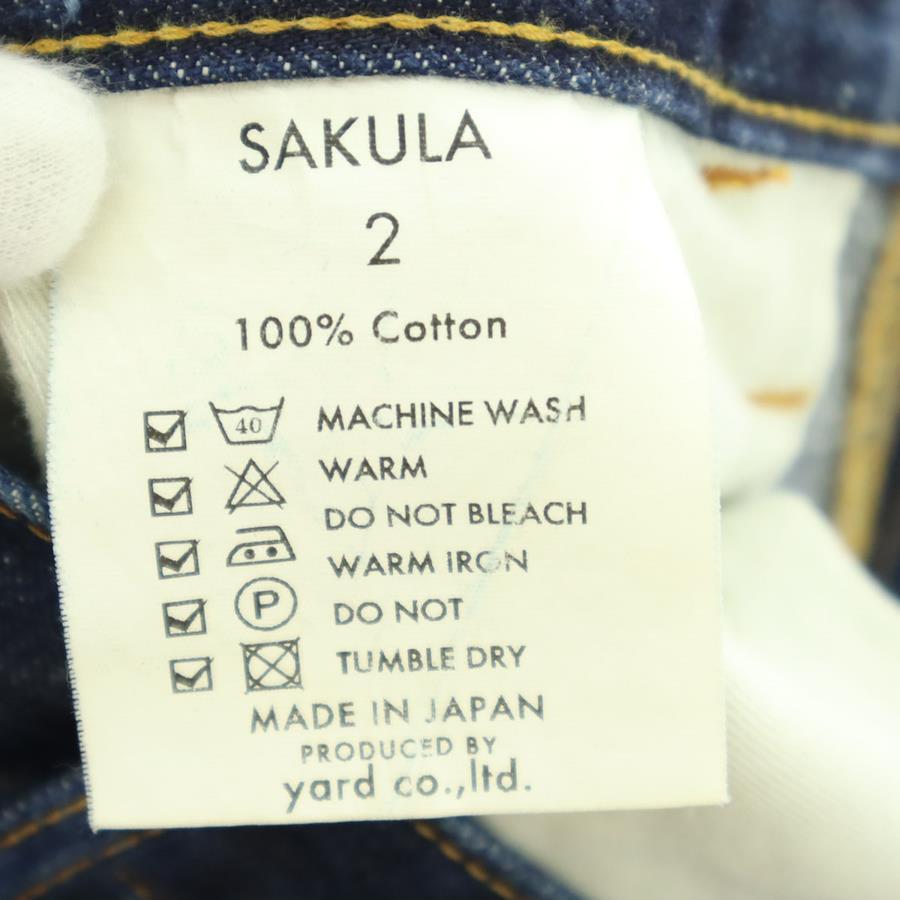 SAKULA
2
100% Cotton
40 MACHINE WASH
WARM
DO NOT BLEACH
WARM IRON
P DO NOT
TUMBLE DRY
MADE IN JAPAN
PRODUCED BY
yard co.,ltd.